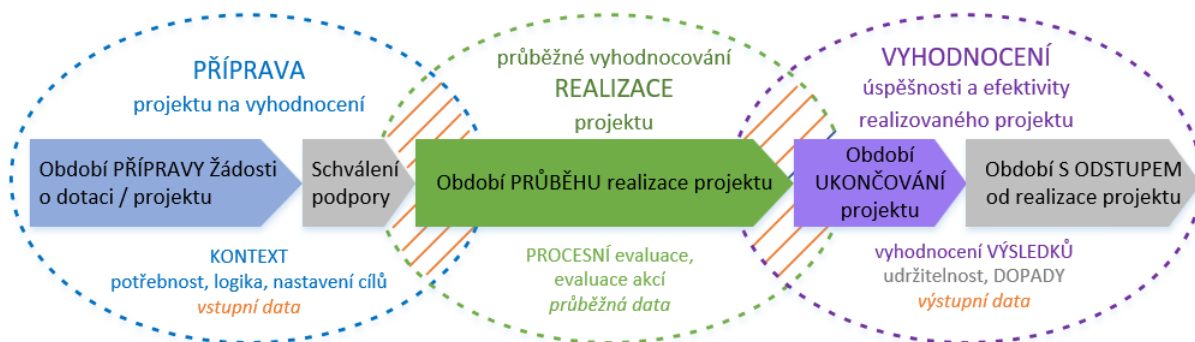 PŘÍPRAVA
projektu na vyhodnocení
průběžné vyhodnocování
REALIZACE
projektu
VYHODNOCENÍ
úspěšnosti a efektivity
realizovaného projektu
Období PŘÍPRAVY Žádosti
o dotaci / projektu
Schválení
podpory
Období PRŮBĚHU realizace projektu
Období
UKONČOVÁNÍ
projektu
Období S ODSTUPEM
od realizace projektu
KONTEXT
potřebnost, logika, nastavení cílů
vstupní data
PROCESNÍ evaluace,
evaluace akcí
průběžná data
vyhodnocení VÝSLEDKŮ
udržitelnost, DOPADY
výstupní data